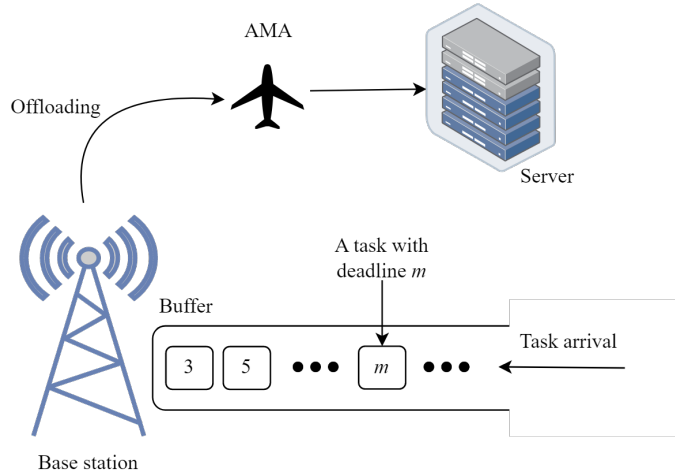 AMA
Offloading
Server
A task with
deadline m
Buffer
Task arrival
3
5
m
Base station